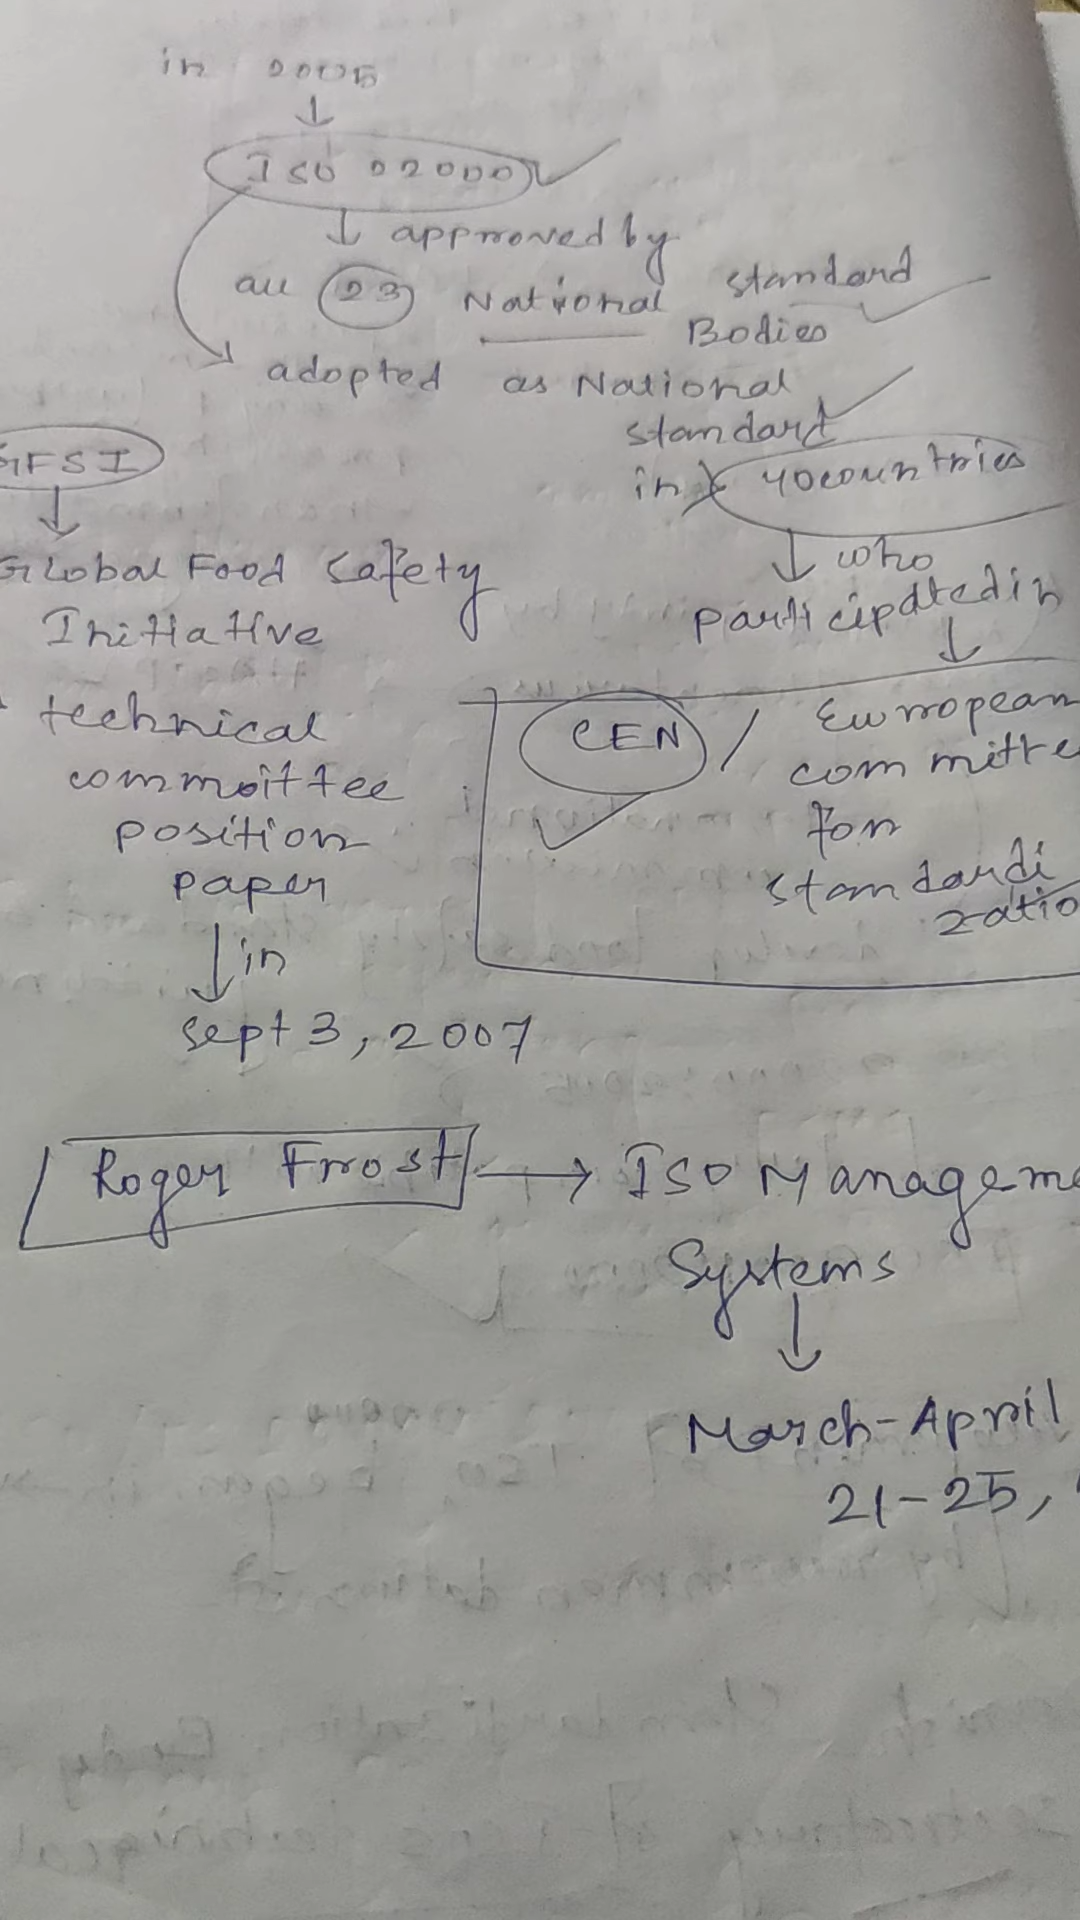 in 2005
↓
ISO 22000
↓ approved by
all 23 National standard
Bodies
adopted as National
standard
in 40 countries
↓ who
participated in
↓
CEN / European
committe
for
standardi
zatio
GFSI
↓
Global Food Safety
Initiative
technical
committee
position
paper
↓ in
Sept 3, 2007
Roger Frost → ISO Manageme
Systems
↓
March-April
21-25,